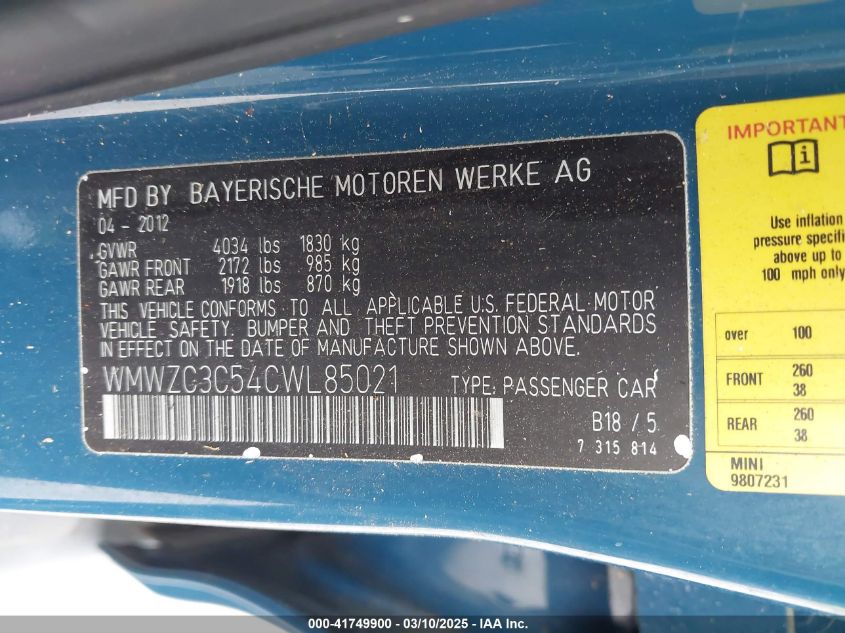 MFD BY BAYERISCHE MOTOREN WERKE AG
04 - 2012
GVWR 4034 lbs 1830 kg
GAWR FRONT 2172 lbs 985 kg
GAWR REAR 1918 lbs 870 kg
THIS VEHICLE CONFORMS TO ALL APPLICABLE U.S. FEDERAL MOTOR
VEHICLE SAFETY, BUMPER AND THEFT PREVENTION STANDARDS
IN EFFECT ON THE DATE OF MANUFACTURE SHOWN ABOVE.
WMWZC3C54CWL85021 TYPE: PASSENGER CAR
B18 / 5
7 315 814
IMPORTANT
Use inflation
pressure specifi
above up to
100 mph only
over 100
FRONT 260
38
REAR 260
38
MINI
9807231
000-41749900 - 03/10/2025 - IAA, Inc.